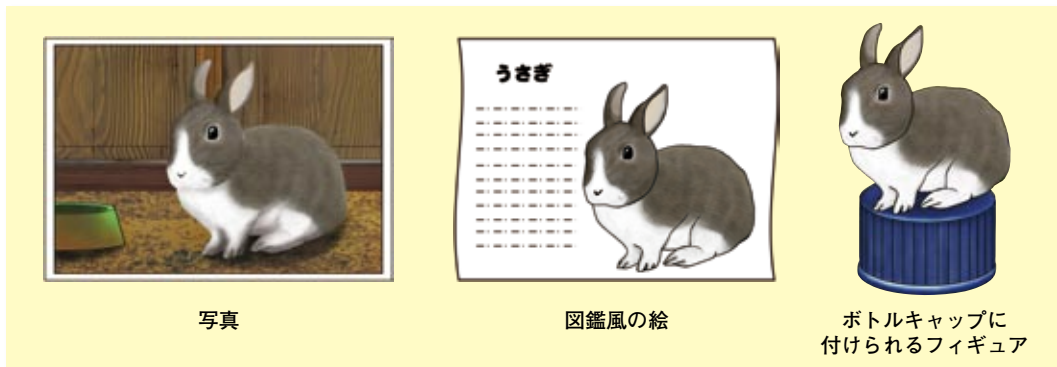 うさぎ
写真
図鑑風の絵
ボトルキャップに
付けられるフィギュア